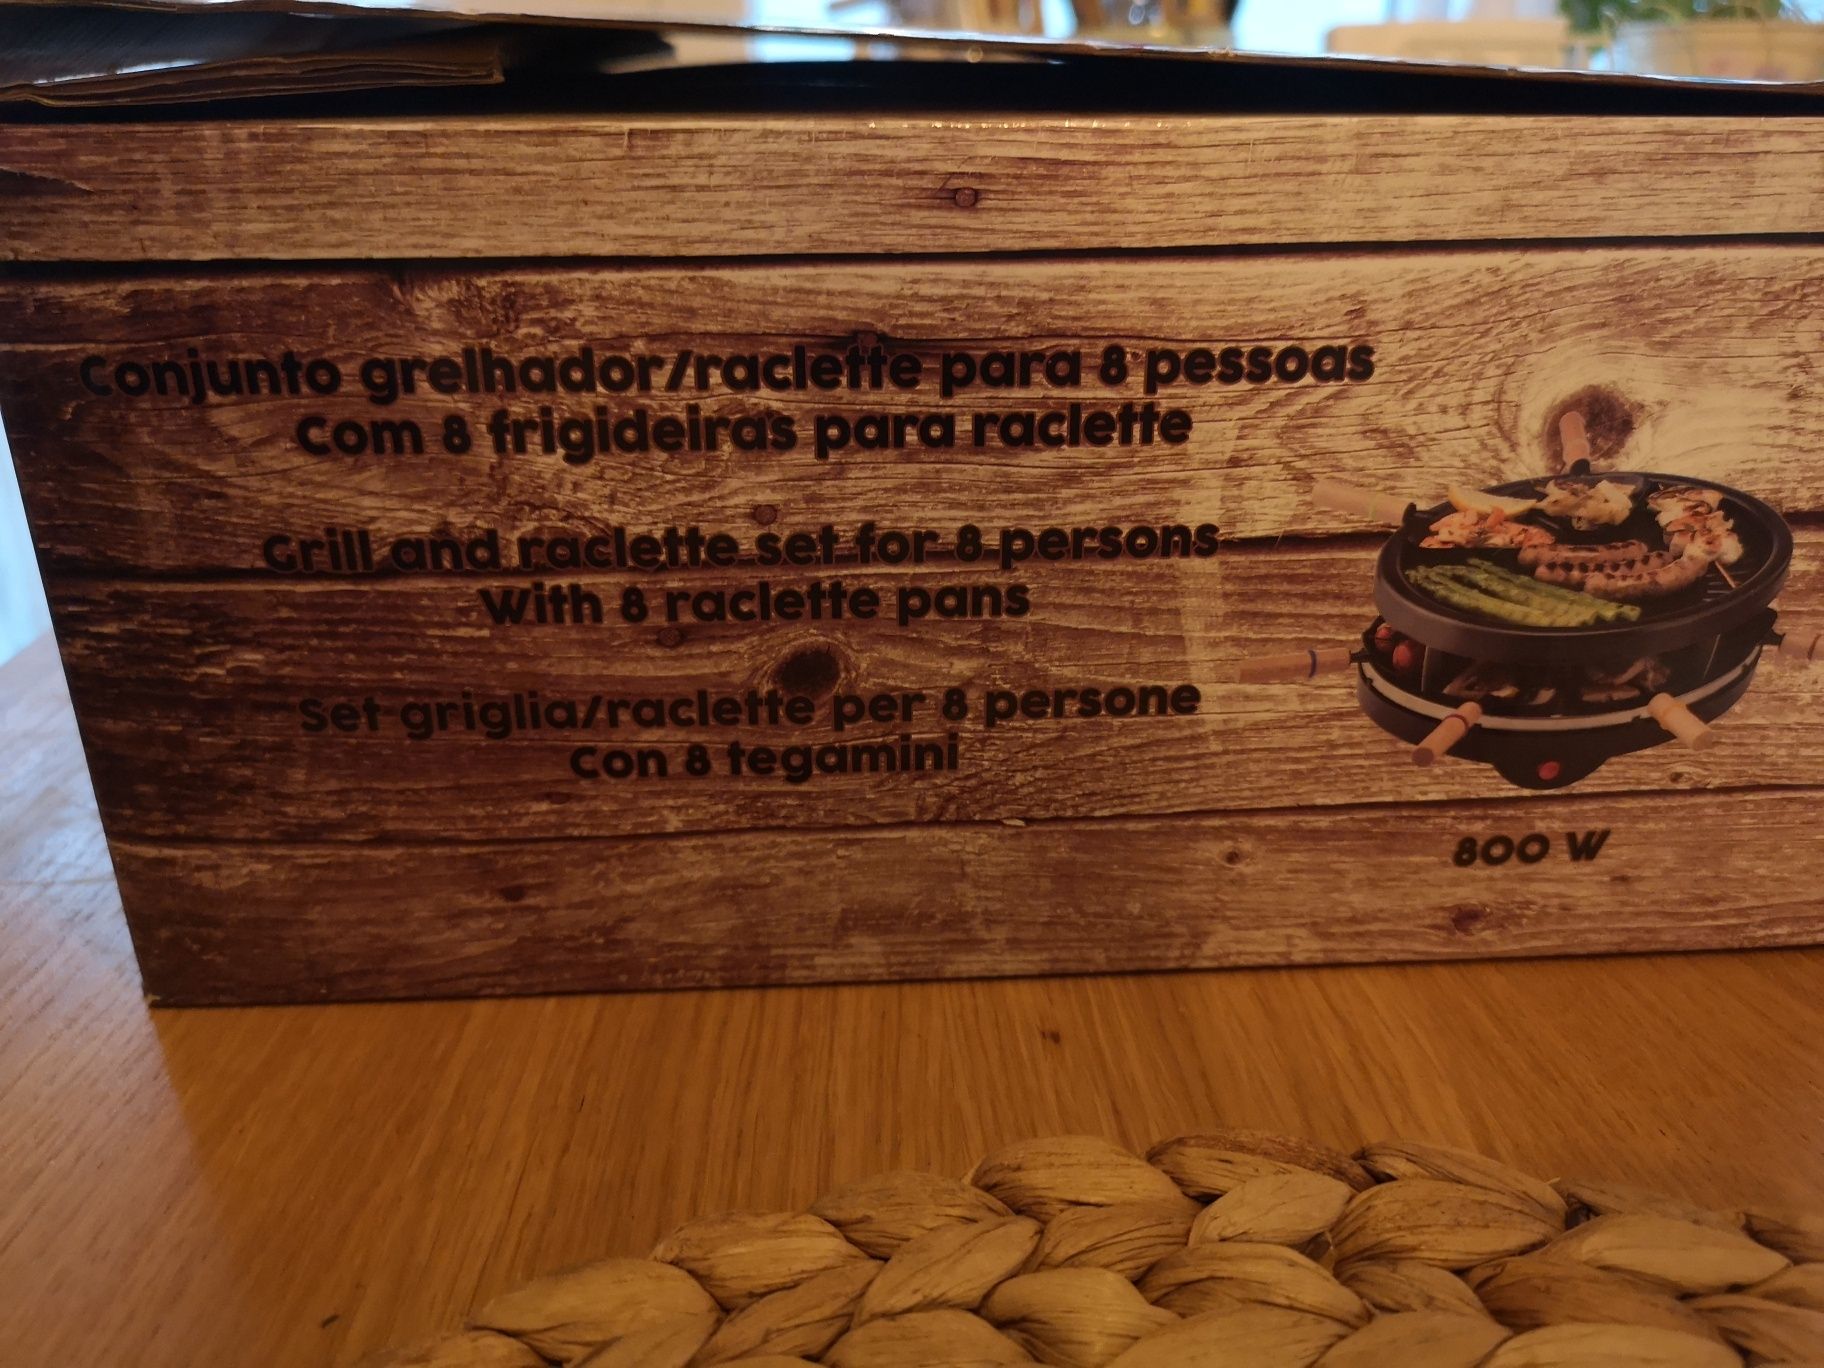 Conjunto grelhador/raclette para 8 pessoas
Com 8 frigideiras para raclette
Grill and raclette set for 8 persons
With 8 raclette pans
Set griglia/raclette per 8 persone
Con 8 tegamini
800 W